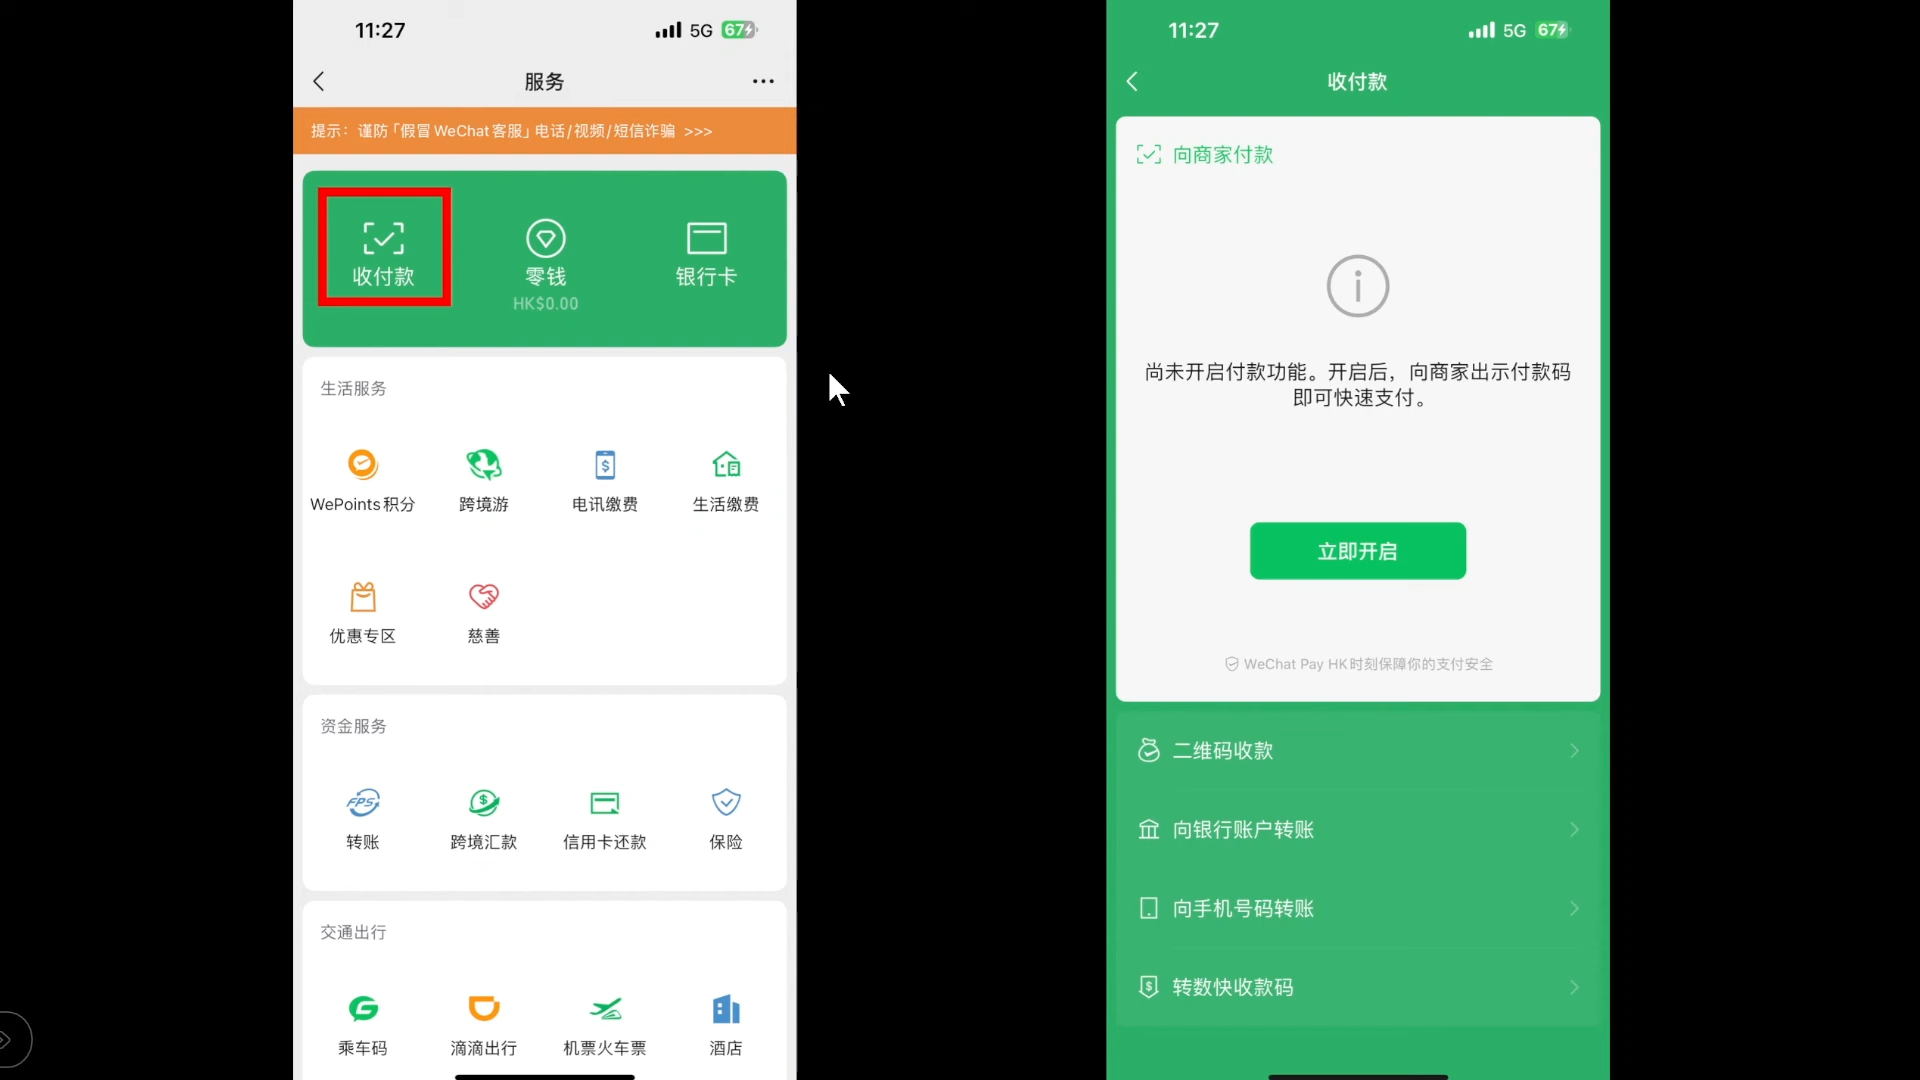 11:27
5G 67
服务
提示：谨防「假冒WeChat客服」电话/视频/短信诈骗 >>>
收付款
零钱
银行卡
HK$0.00
生活服务
WePoints积分
跨境游
电讯缴费
生活缴费
优惠专区
慈善
资金服务
FPS
转账
跨境汇款
信用卡还款
保险
交通出行
乘车码
滴滴出行
机票火车票
酒店
11:27
5G 67
收付款
向商家付款
尚未开启付款功能。开启后，向商家出示付款码
即可快速支付。
立即开启
WeChat Pay HK时刻保障你的支付安全
二维码收款
向银行账户转账
向手机号码转账
转数快收款码